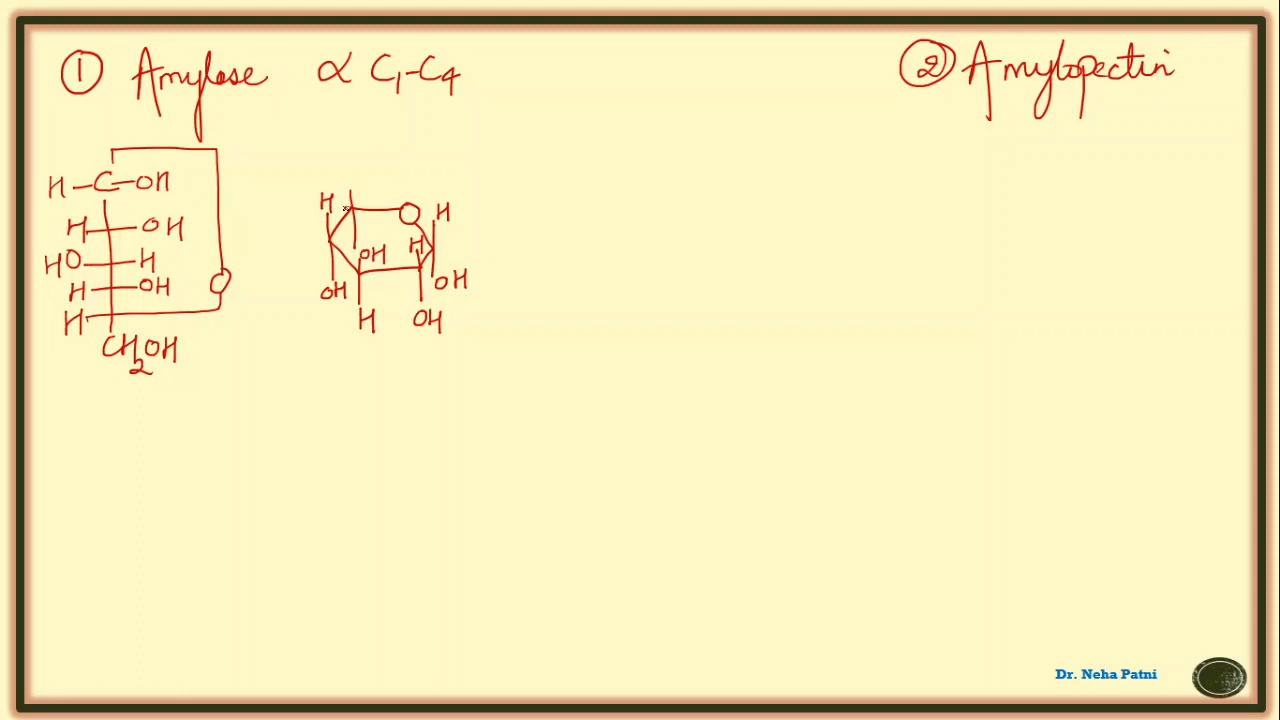 ① Amylose α C1-C4
② Amylopectin
H-C-OH
H OH
HO H
H OH
H O
CH2OH
H O H
OH H
OH OH
H OH
Dr. Neha Patni